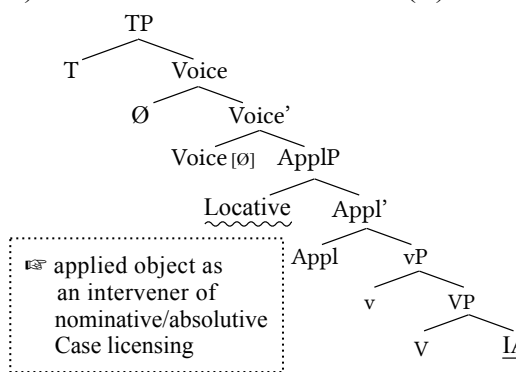 TP
T Voice
Ø Voice'
Voice [Ø] ApplP
Locative Appl'
Appl vP
☞ applied object as
an intervener of
nominative/absolutive
Case licensing
v VP
V